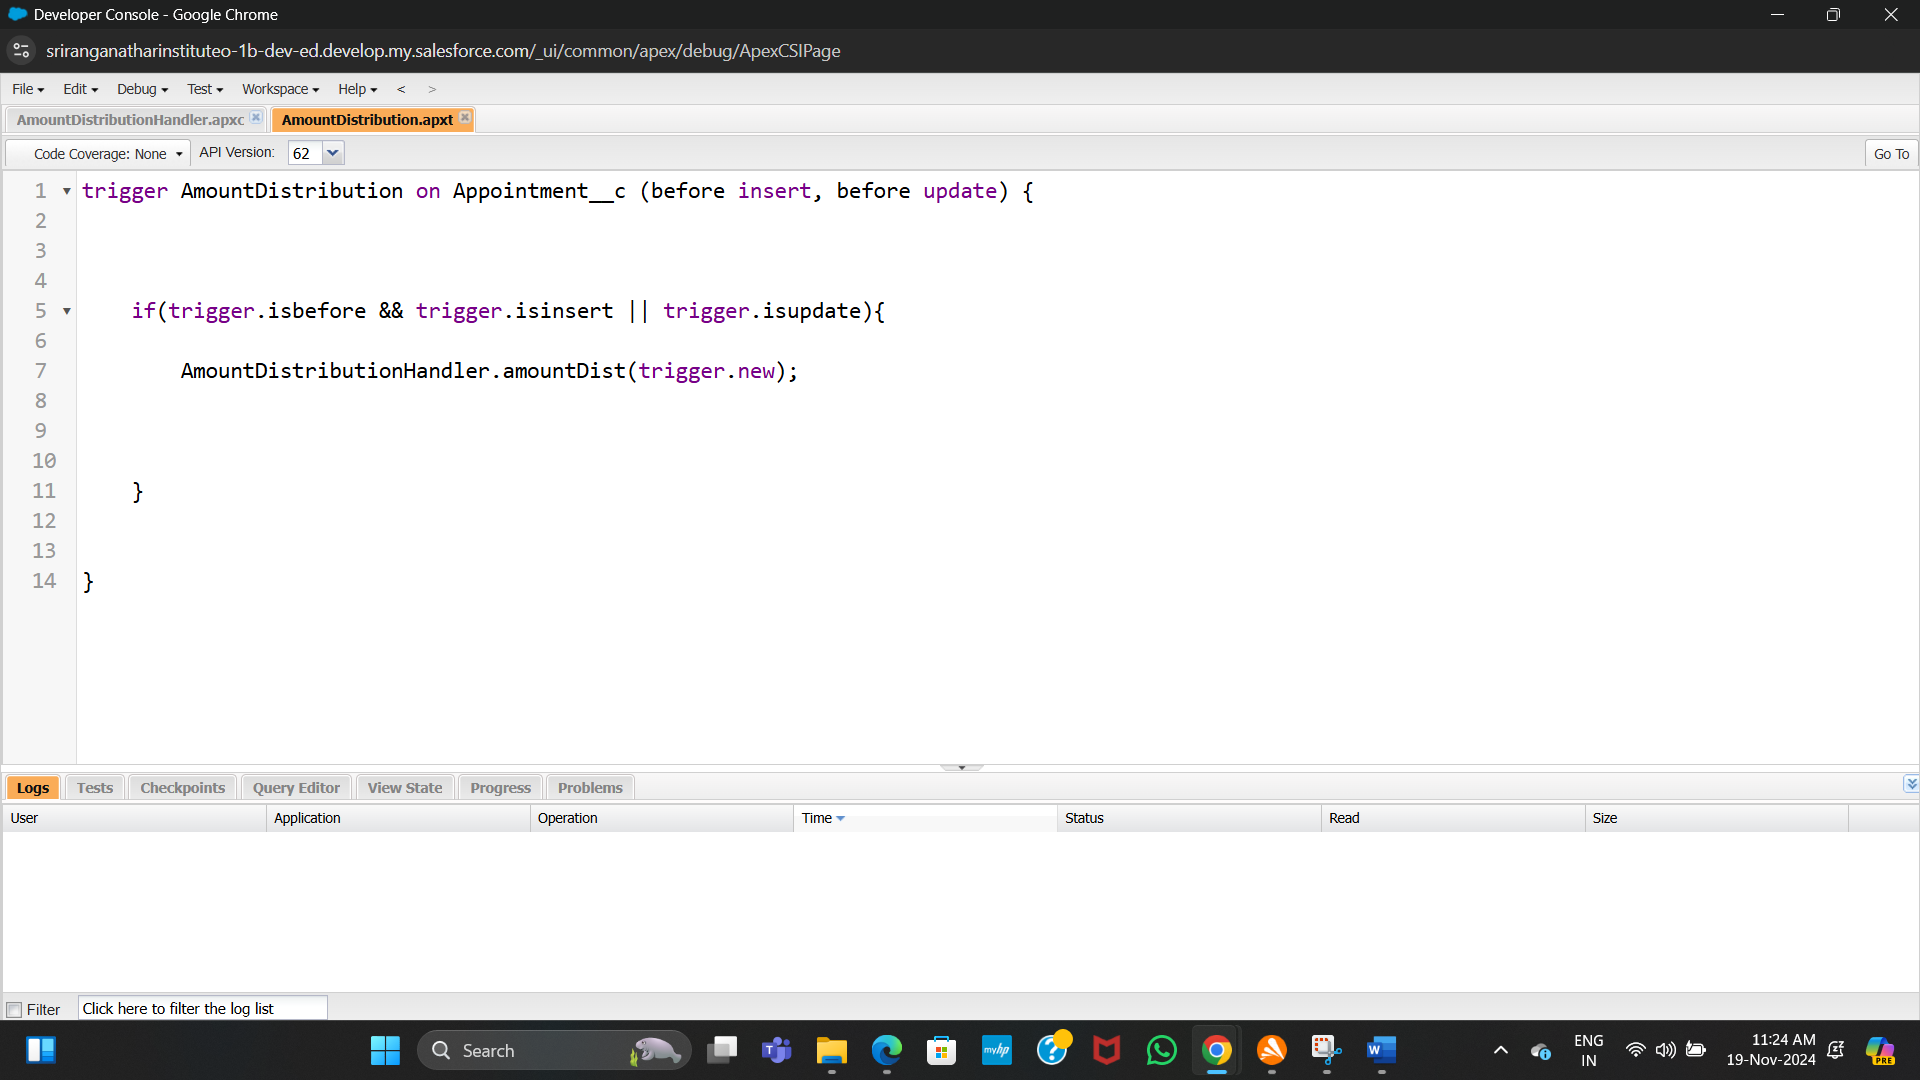 Developer Console - Google Chrome
sriranganatharinstituteo-1b-dev-ed.develop.my.salesforce.com/_ui/common/apex/debug/ApexCSIPage
File Edit Debug Test Workspace Help < >
AmountDistributionHandler.apxc AmountDistribution.apxt
Code Coverage: None API Version: 62 Go To
1 trigger AmountDistribution on Appointment__c (before insert, before update) {
2
3
4
5 if(trigger.isbefore && trigger.isinsert || trigger.isupdate){
6
7 AmountDistributionHandler.amountDist(trigger.new);
8
9
10
11 }
12
13
14 }
Logs Tests Checkpoints Query Editor View State Progress Problems
User Application Operation Time Status Read Size
Filter Click here to filter the log list
Search myhp W ENG 11:24 AM
IN 19-Nov-2024 PRE